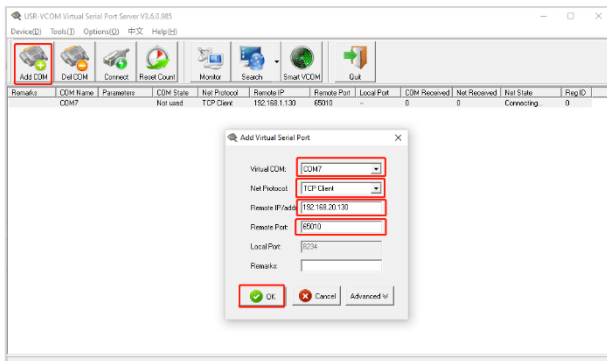 USR-VCOM Virtual Serial Port Server V3.6.0.985
Device(D) Tools(T) Options(O) 中文 Help(H)
Add COM Del COM Connect Reset Count Monitor Search Smart VCOM Quit
Remarks COM Name Parameters COM State Net Protocol Remote IP Remote Port Local Port COM Received Net Received Net State Reg ID
COM7 Not used TCP Client 192.168.1.130 65010 -- 0 0 Connecting... 0
Add Virtual Serial Port
Virtual COM: COM7
Net Protocol: TCP Client
Remote IP/addr 192.168.20.130
Remote Port: 65010
Local Port: 8234
Remarks:
OK Cancel Advanced